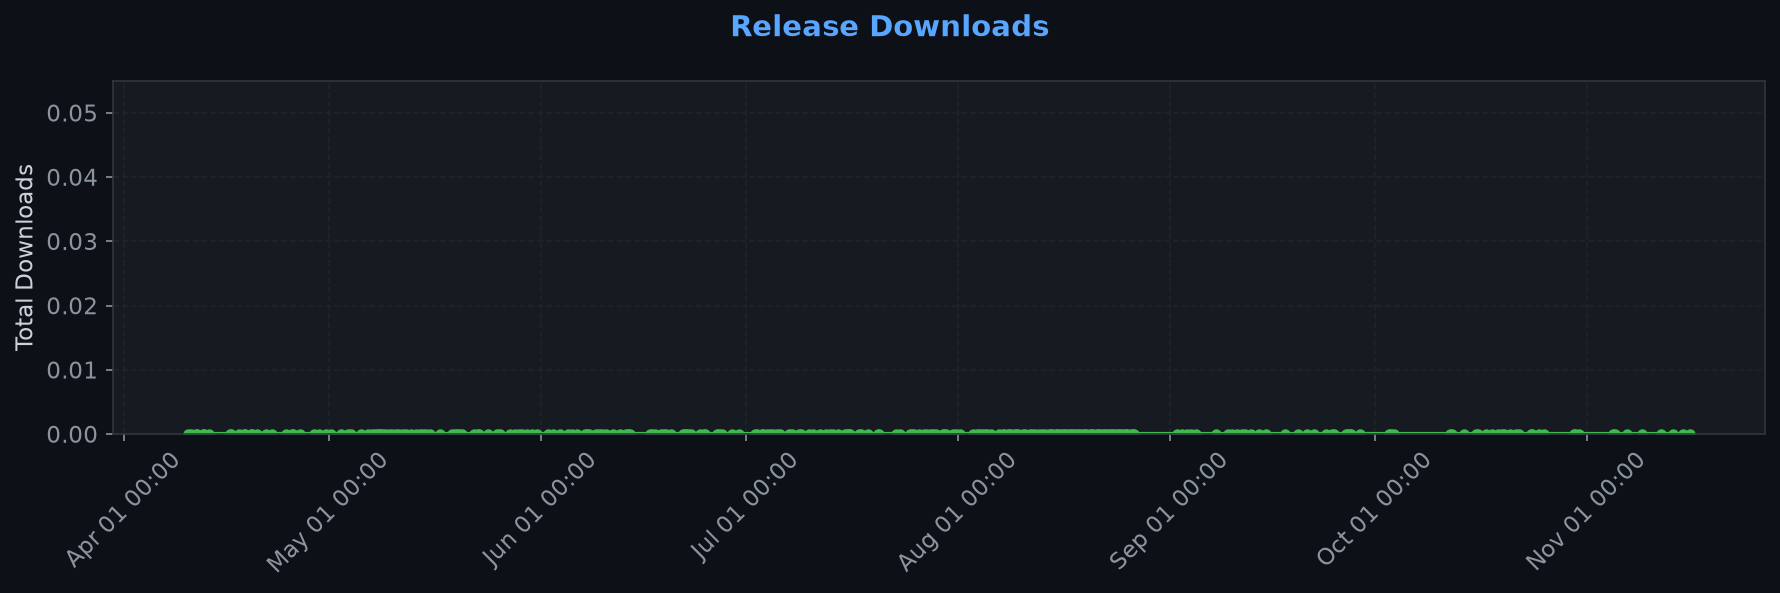 Release Downloads
Total Downloads
0.05
0.04
0.03
0.02
0.01
0.00
Apr 01 00:00
May 01 00:00
Jun 01 00:00
Jul 01 00:00
Aug 01 00:00
Sep 01 00:00
Oct 01 00:00
Nov 01 00:00